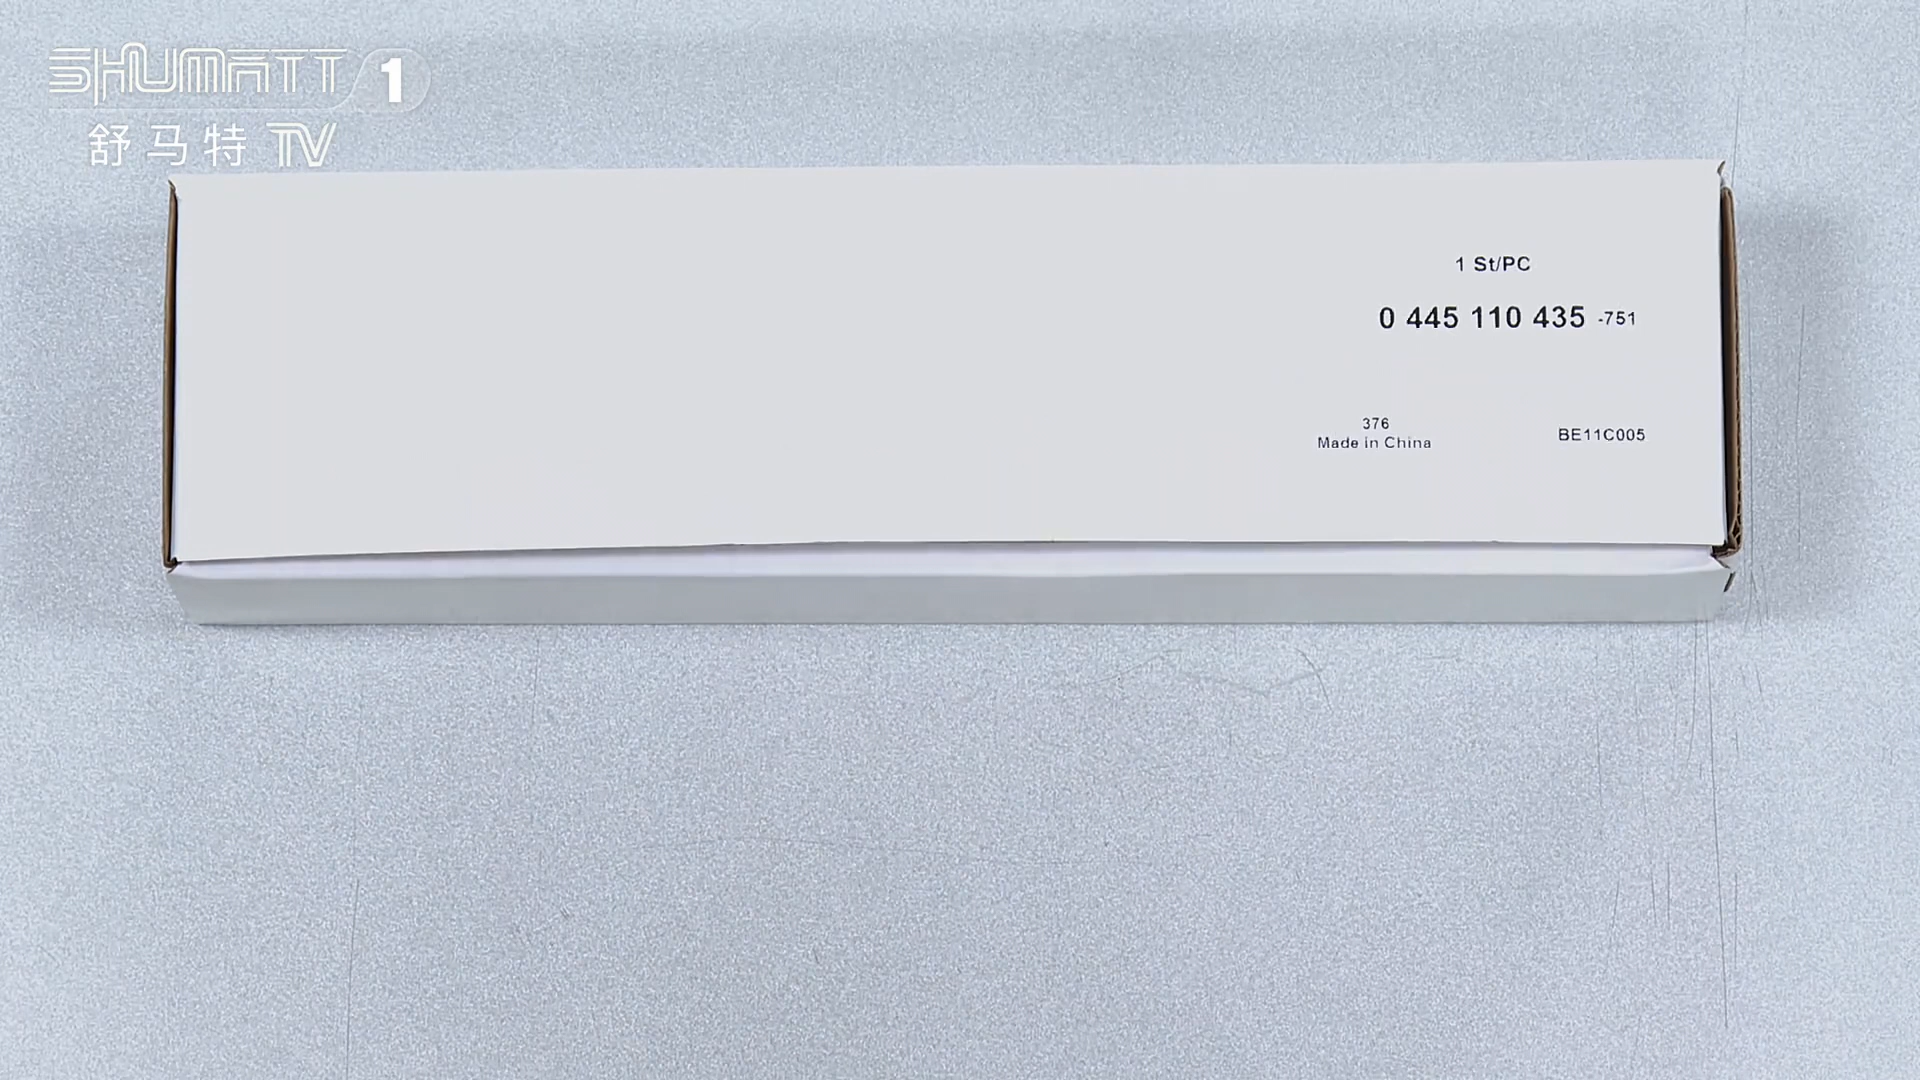 SHUMATT 1
舒马特 TV
1 St/PC
0 445 110 435 -751
376
Made in China
BE11C005